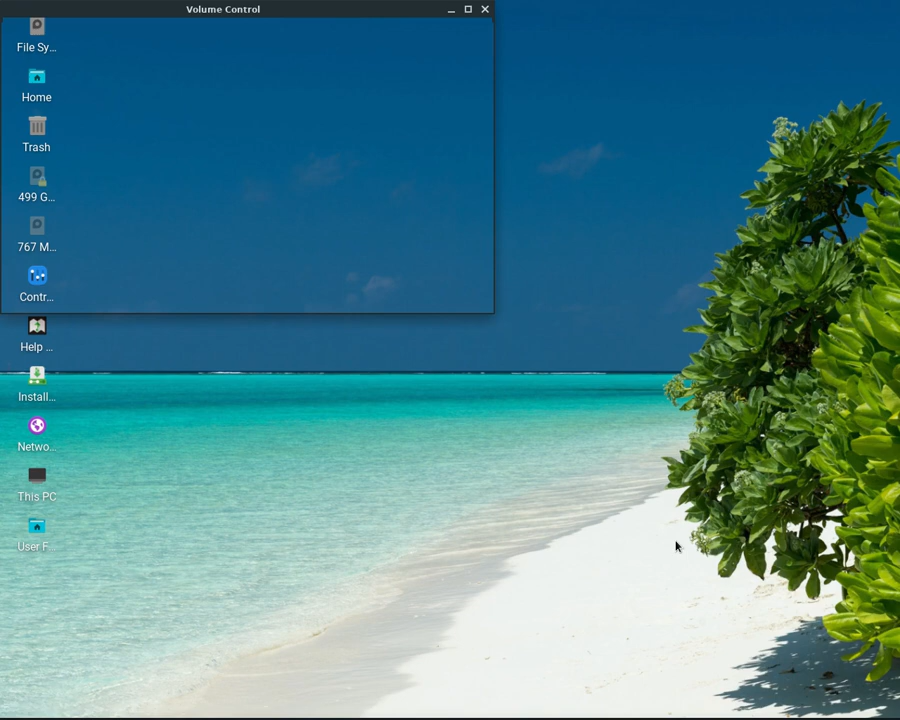 Volume Control
File Sy...
Home
Trash
499 G...
767 M...
Contr...
Help ...
Install...
Netwo...
This PC
User F